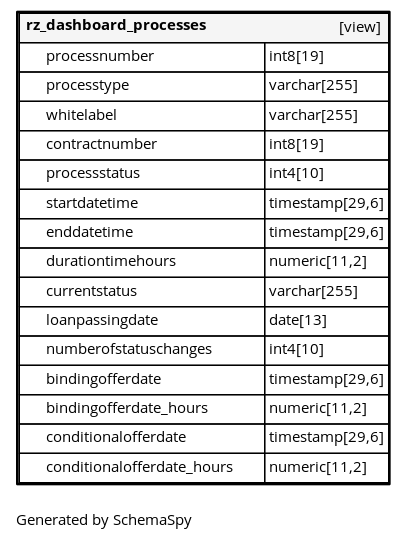 rz_dashboard_processes [view]
processnumber int8[19]
processtype varchar[255]
whitelabel varchar[255]
contractnumber int8[19]
processstatus int4[10]
startdatetime timestamp[29,6]
enddatetime timestamp[29,6]
durationtimehours numeric[11,2]
currentstatus varchar[255]
loanpassingdate date[13]
numberofstatuschanges int4[10]
bindingofferdate timestamp[29,6]
bindingofferdate_hours numeric[11,2]
conditionalofferdate timestamp[29,6]
conditionalofferdate_hours numeric[11,2]
Generated by SchemaSpy